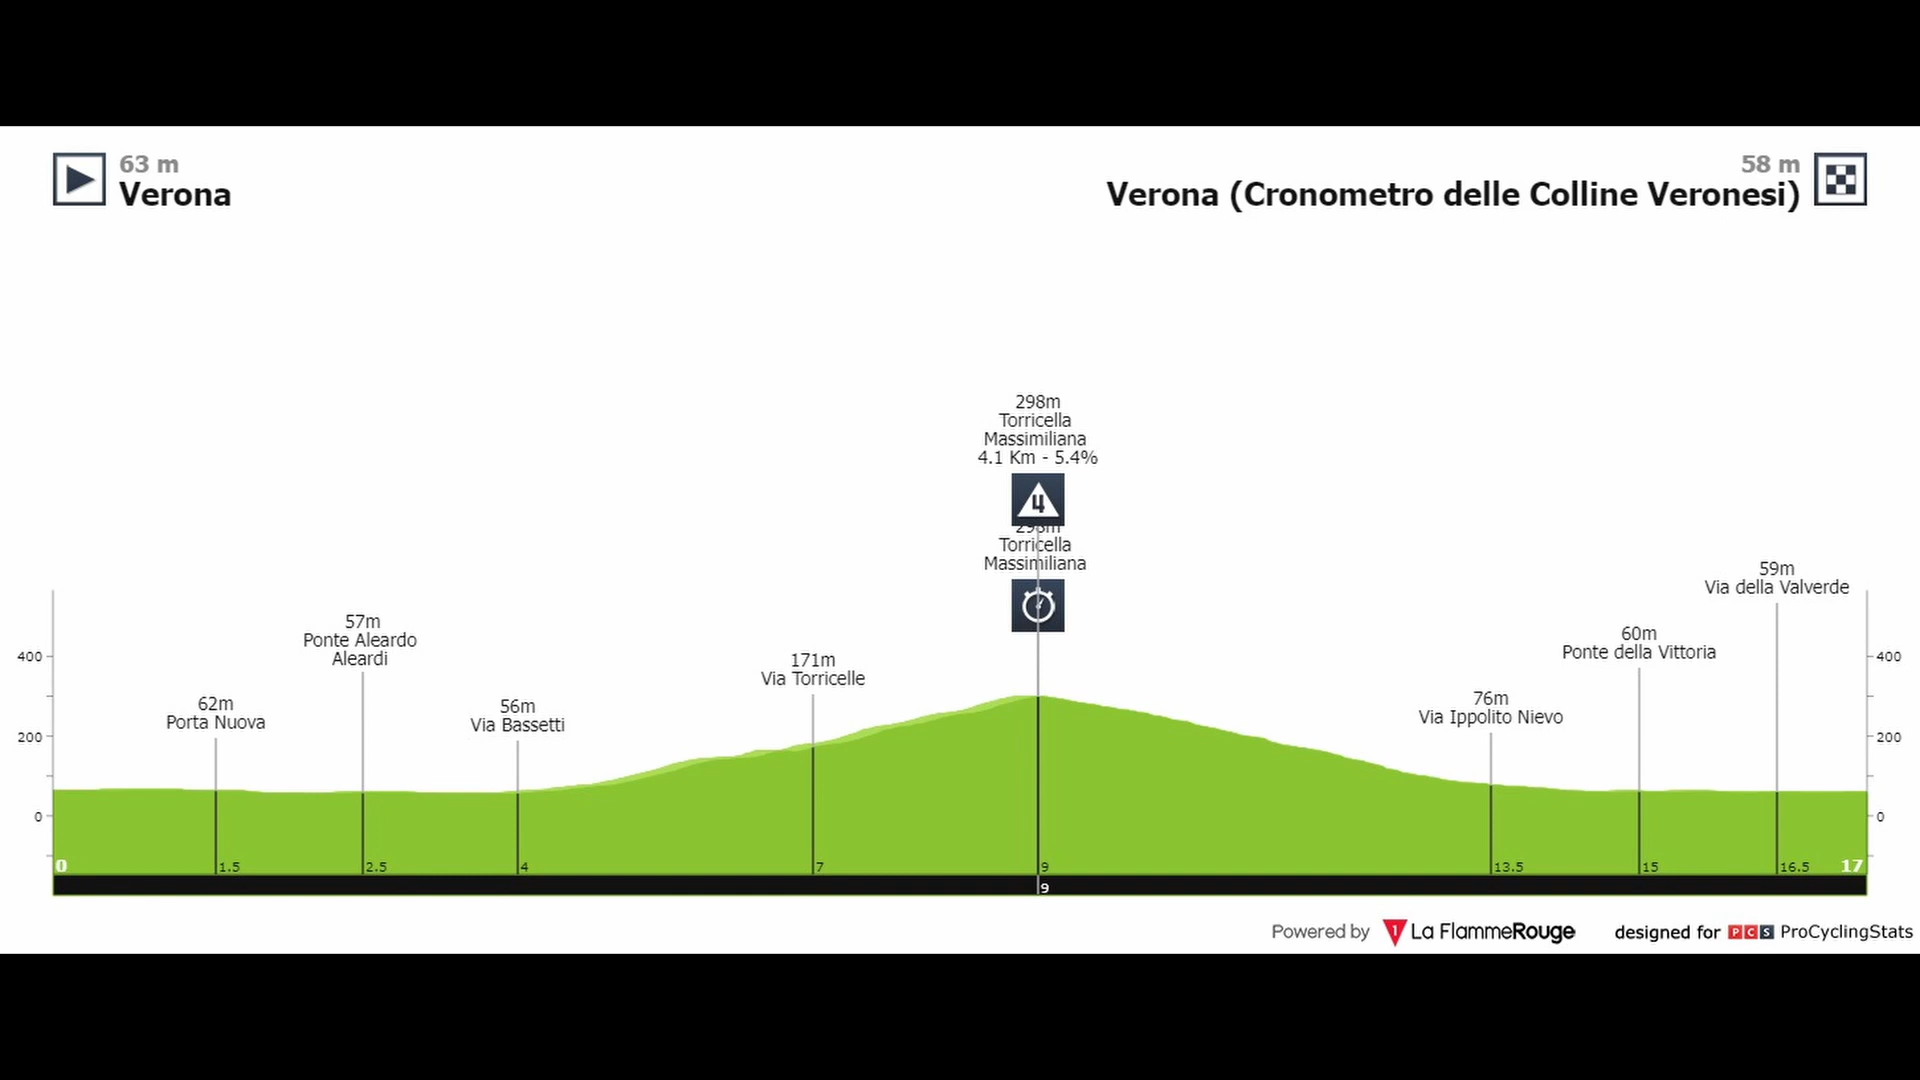 63 m
Verona
58 m
Verona (Cronometro delle Colline Veronesi)
298m
Torricella
Massimiliana
4.1 Km - 5.4%
4
298m
Torricella
Massimiliana
59m
Via della Valverde
57m
Ponte Aleardo
Aleardi
60m
Ponte della Vittoria
171m
Via Torricelle
76m
Via Ippolito Nievo
62m
Porta Nuova
56m
Via Bassetti
400
200
0
400
200
0
0 1.5 2.5 4 7 9 13.5 15 16.5 17
9
Powered by 1 La FlammeRouge designed for PCS ProCyclingStats